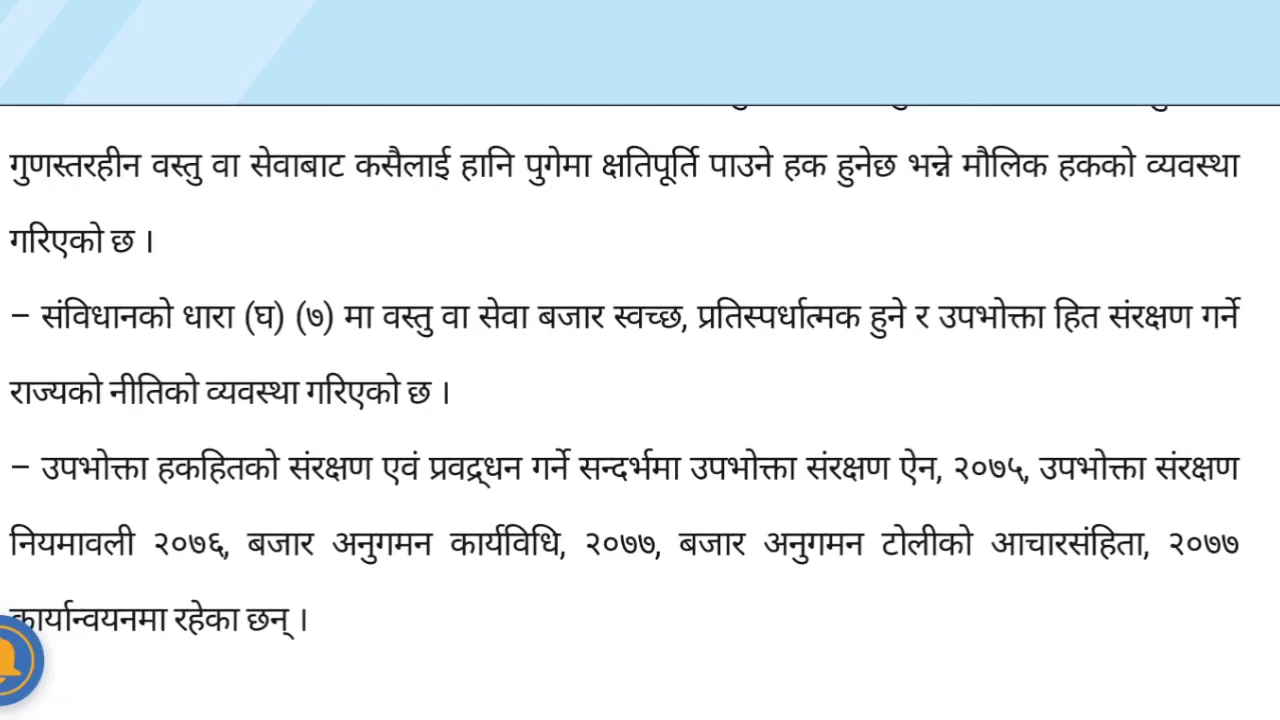 गुणस्तरहीन वस्तु वा सेवाबाट कसैलाई हानि पुगेमा क्षतिपूर्ति पाउने हक हुनेछ भन्ने मौलिक हकको व्यवस्था
गरिएको छ ।
– संविधानको धारा (घ) (७) मा वस्तु वा सेवा बजार स्वच्छ, प्रतिस्पर्धात्मक हुने र उपभोक्ता हित संरक्षण गर्ने
राज्यको नीतिको व्यवस्था गरिएको छ ।
– उपभोक्ता हकहितको संरक्षण एवं प्रवद्र्धन गर्ने सन्दर्भमा उपभोक्ता संरक्षण ऐन, २०७५, उपभोक्ता संरक्षण
नियमावली २०७६, बजार अनुगमन कार्यविधि, २०७७, बजार अनुगमन टोलीको आचारसंहिता, २०७७
कार्यान्वयनमा रहेका छन् ।